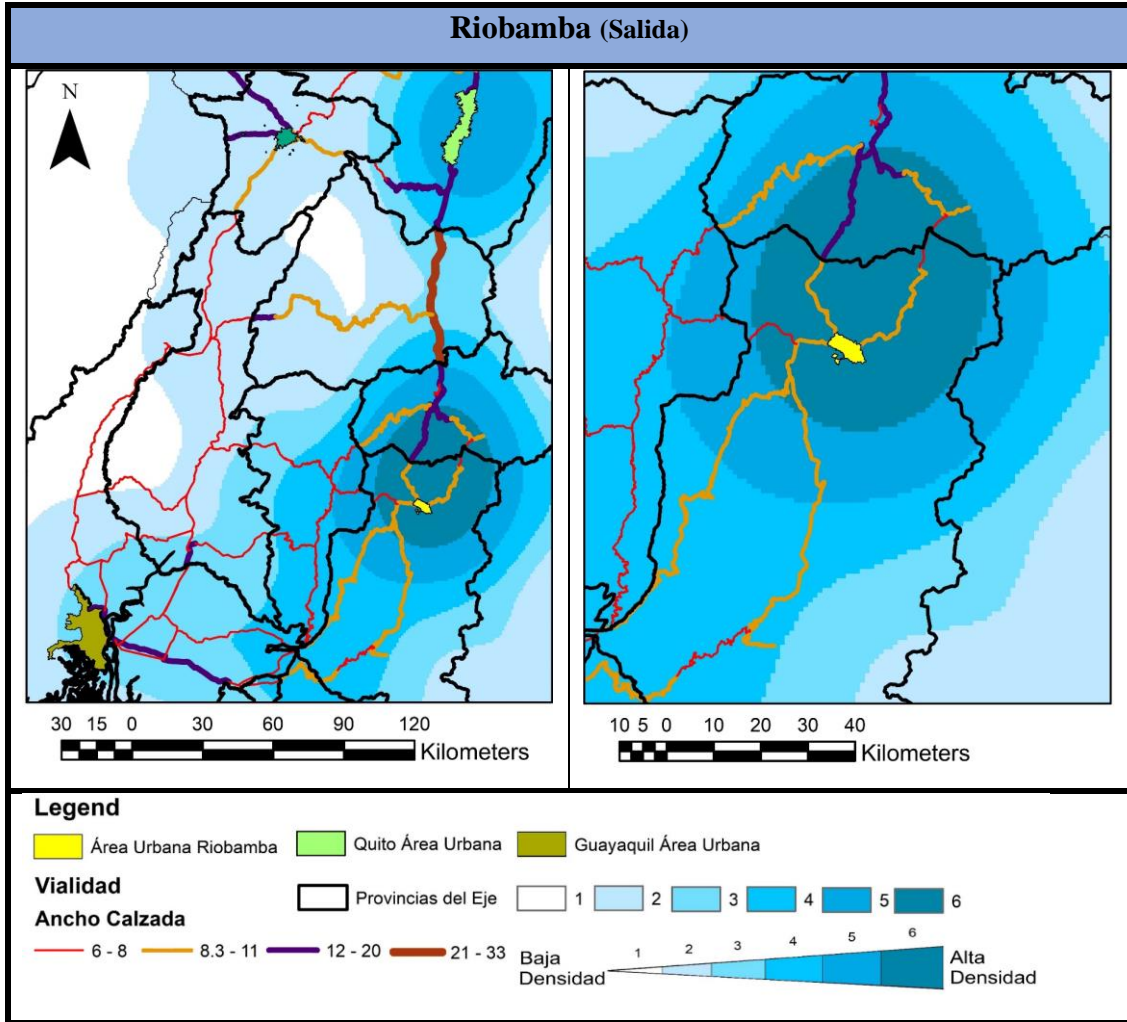 Riobamba (Salida)
N
30 15 0 30 60 90 120
Kilometers
10 5 0 10 20 30 40
Kilometers
Legend
Área Urbana Riobamba Quito Área Urbana Guayaquil Área Urbana
Vialidad
Provincias del Eje 1 2 3 4 5 6
Ancho Calzada
6 - 8 8.3 - 11 12 - 20 21 - 33
Baja Densidad 1 2 3 4 5 6 Alta Densidad